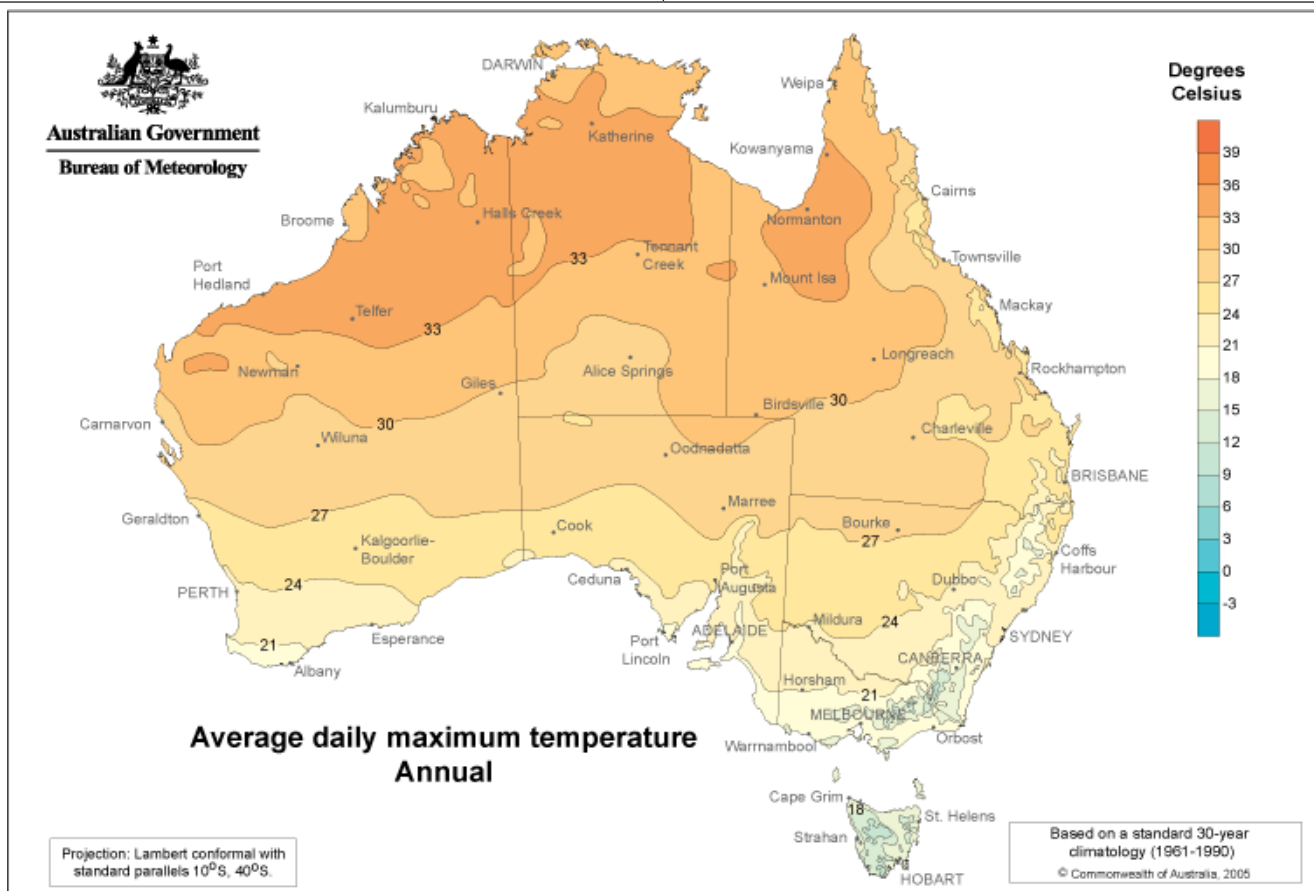 Australian Government
Bureau of Meteorology
DARWIN
Weipa
Kalumburu
Katherine
Kowanyama
Cairns
Broome
Halls Creek
Normanton
Tennant
Creek
33
Townsville
Port
Hedland
Mount Isa
Mackay
Telfer
33
Newman
Giles
Alice Springs
Longreach
Rockhampton
Birdsville
30
Carnarvon
30
Wiluna
Oodnadatta
Charleville
BRISBANE
Marree
Geraldton
27
Cook
Bourke
27
Kalgoorlie-
Boulder
Coffs
Harbour
24
Ceduna
Port
Augusta
Dubbo
PERTH
Mildura
24
ADELAIDE
SYDNEY
21
Esperance
Port
Lincoln
Albany
CANBERRA
Horsham
21
MELBOURNE
Warrnambool
Orbost
Cape Grim
18
St. Helens
Strahan
HOBART
Degrees
Celsius
39
36
33
30
27
24
21
18
15
12
9
6
3
0
-3
Average daily maximum temperature
Annual
Projection: Lambert conformal with
standard parallels 10°S, 40°S.
Based on a standard 30-year
climatology (1961-1990)
© Commonwealth of Australia, 2005